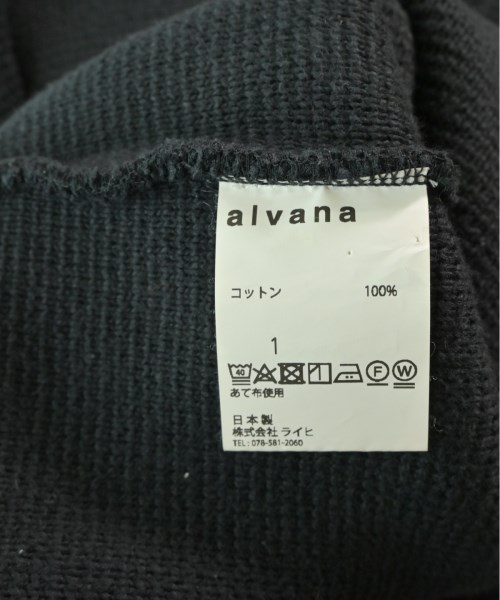 alvana
コットン 100%
1
40 F W
あて布使用
日本製
株式会社 ライヒ
TEL: 078-581-2060